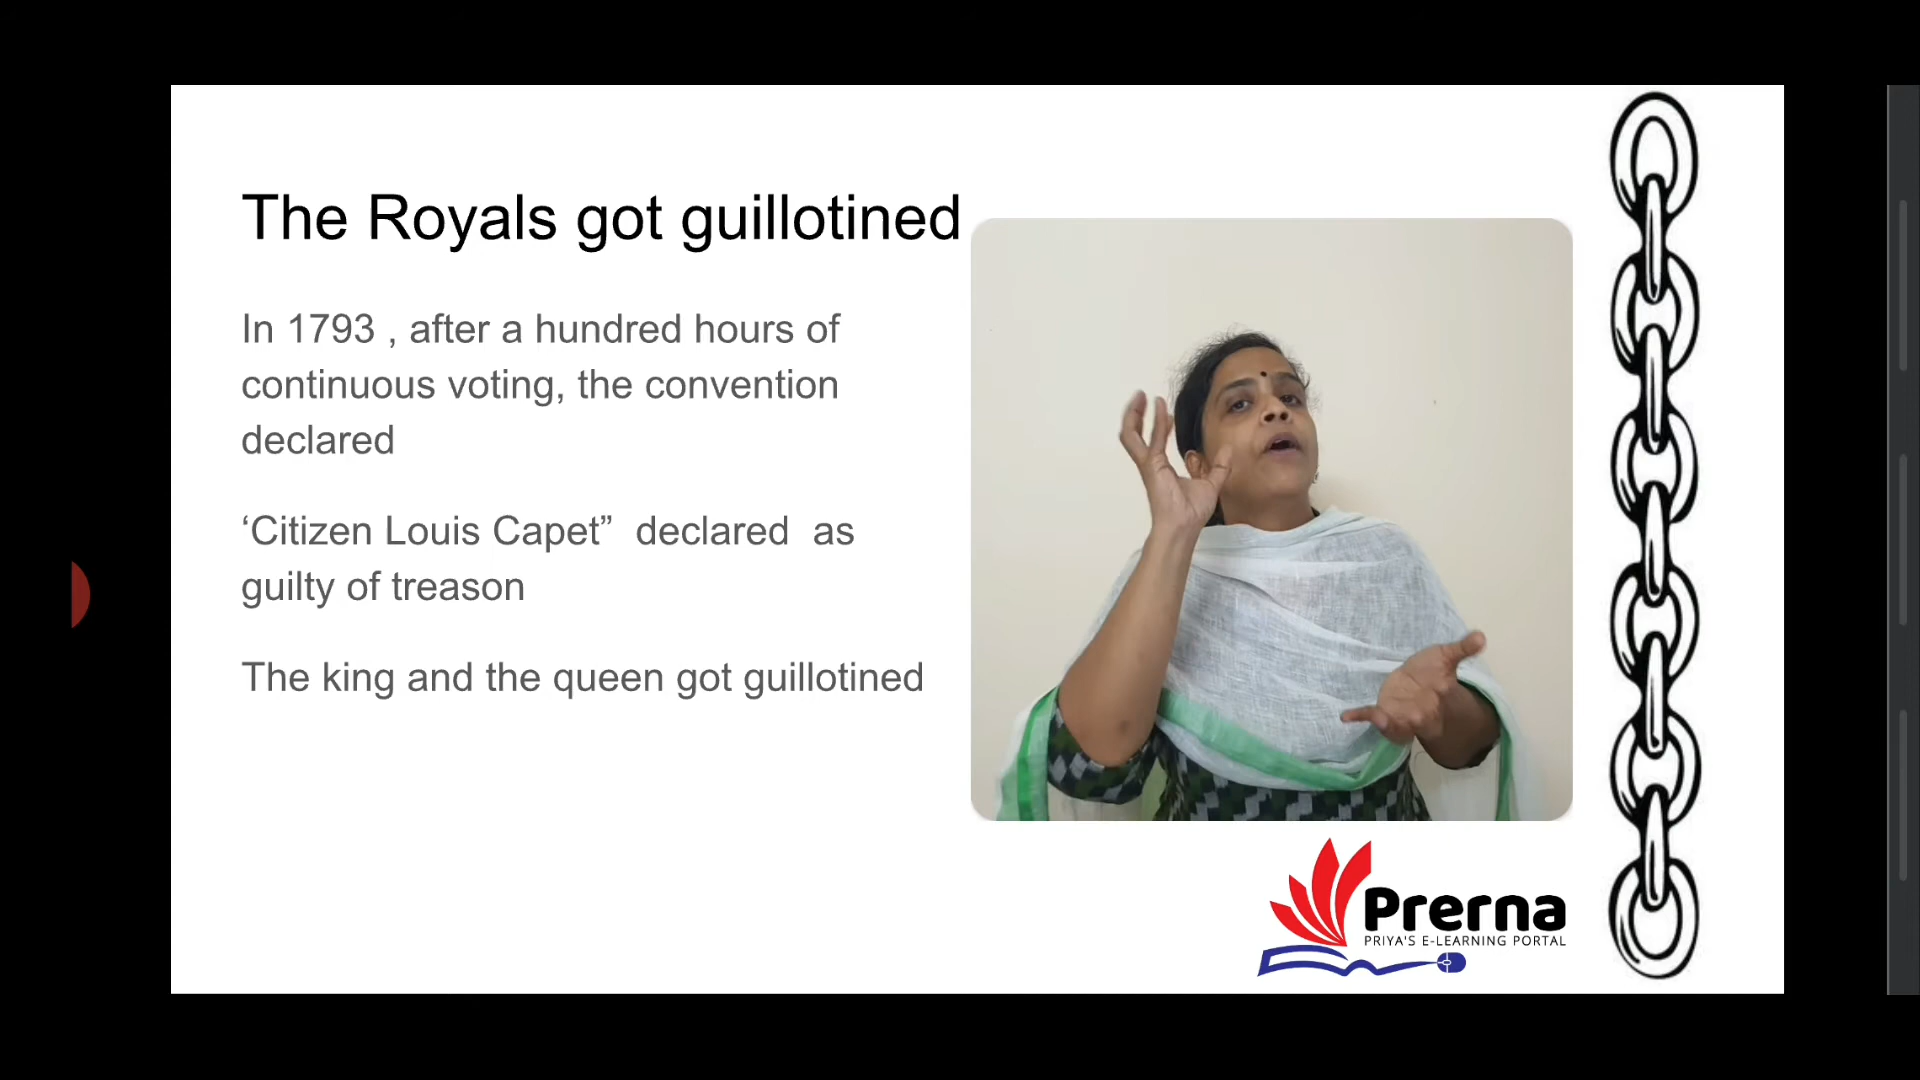 The Royals got guillotined
In 1793 , after a hundred hours of
continuous voting, the convention
declared
‘Citizen Louis Capet”  declared  as
guilty of treason
The king and the queen got guillotined
Prerna
PRIYA'S E-LEARNING PORTAL